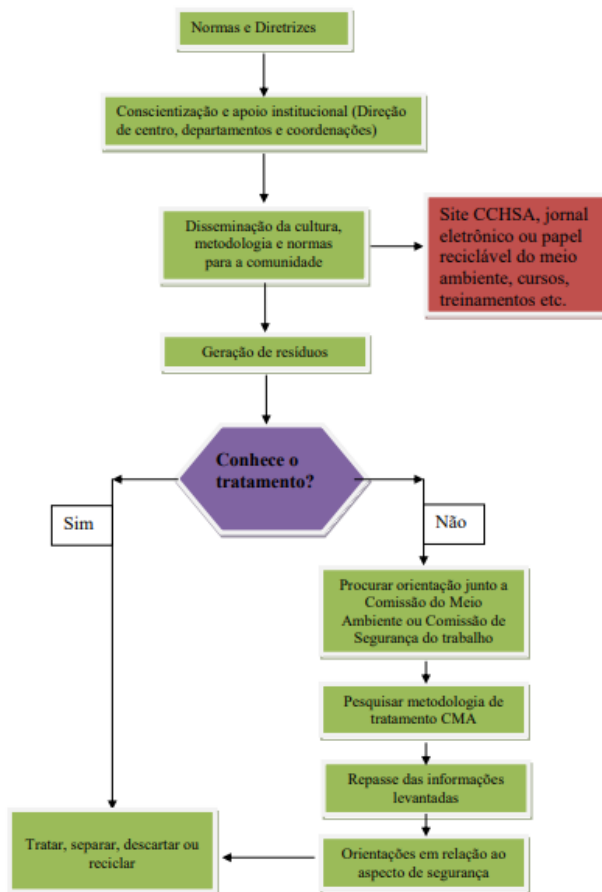 Normas e Diretrizes
Conscientização e apoio institucional (Direção
de centro, departamentos e coordenações)
Disseminação da cultura,
metodologia e normas
para a comunidade
Site CCHSA, jornal
eletrônico ou papel
reciclável do meio
ambiente, cursos,
treinamentos etc.
Geração de resíduos
Conhece o
tratamento?
Sim
Não
Procurar orientação junto a
Comissão do Meio
Ambiente ou Comissão de
Segurança do trabalho
Pesquisar metodologia de
tratamento CMA
Repasse das informações
levantadas
Tratar, separar, descartar ou
reciclar
Orientações em relação ao
aspecto de segurança